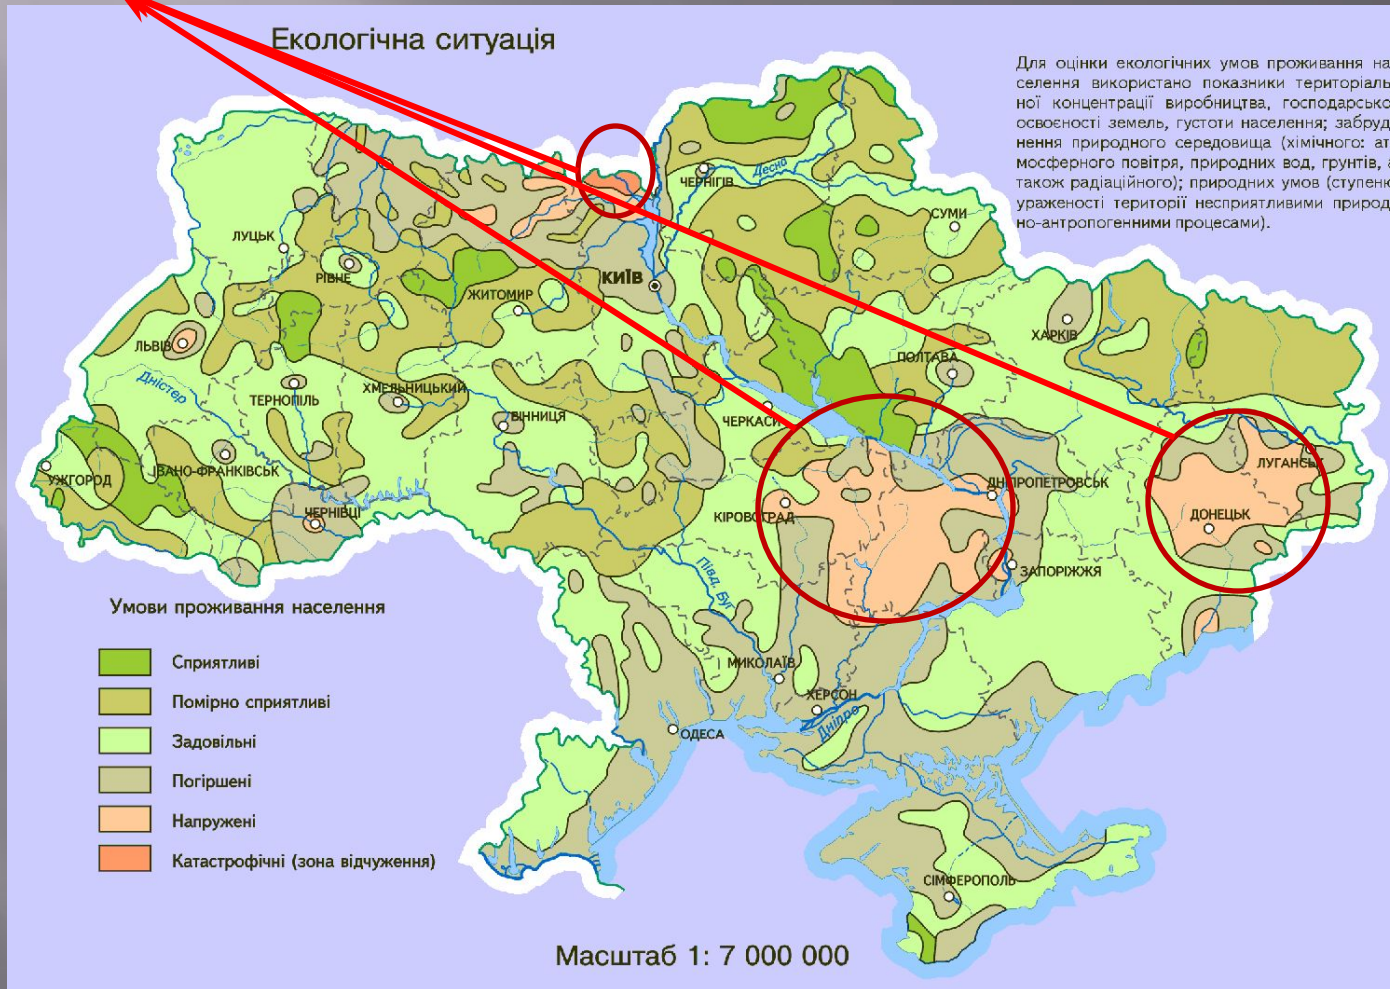 Екологічна ситуація
Для оцінки екологічних умов проживання на
селення використано показники територіаль
ної концентрації виробництва, господарсько
освоєності земель, густоти населення; забруд
нення природного середовища (хімічного: ат
мосферного повітря, природних вод, ґрунтів, а
також радіаційного); природних умов (ступеню
ураженості території несприятливими природ
но-антропогенними процесами).
ЧЕРНІГІВ
Десна
СУМИ
ЛУЦЬК
РІВНЕ
КИЇВ
ЖИТОМИР
ХАРКІВ
ЛЬВІВ
ПОЛТАВА
Дністер
ТЕРНОПІЛЬ
ХМЕЛЬНИЦЬКИЙ
ВІННИЦЯ
ЧЕРКАСИ
УЖГОРОД
ІВАНО-ФРАНКІВСЬК
ЛУГАНСЬК
ДНІПРОПЕТРОВСЬК
ЧЕРНІВЦІ
КІРОВОГРАД
ДОНЕЦЬК
ЗАПОРІЖЖЯ
Півд. Буг
МИКОЛАЇВ
ХЕРСОН
Дніпро
ОДЕСА
СІМФЕРОПОЛЬ
Умови проживання населення
Сприятливі
Помірно сприятливі
Задовільні
Погіршені
Напружені
Катастрофічні (зона відчуження)
Масштаб 1: 7 000 000